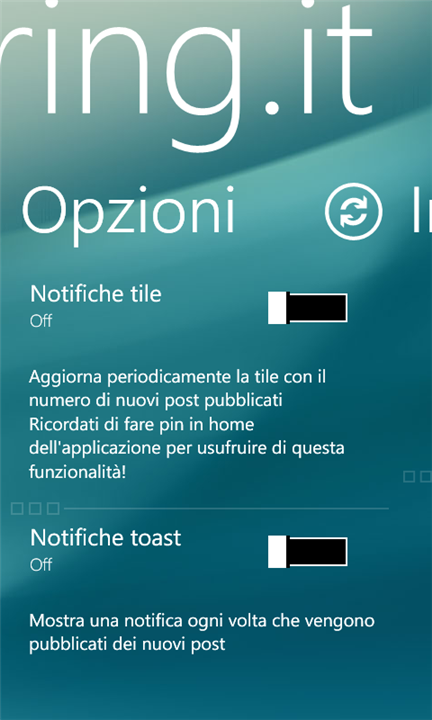 ring.it
Opzioni
Notifiche tile
Off
Aggiorna periodicamente la tile con il
numero di nuovi post pubblicati
Ricordati di fare pin in home
dell'applicazione per usufruire di questa
funzionalità!
Notifiche toast
Off
Mostra una notifica ogni volta che vengono
pubblicati dei nuovi post